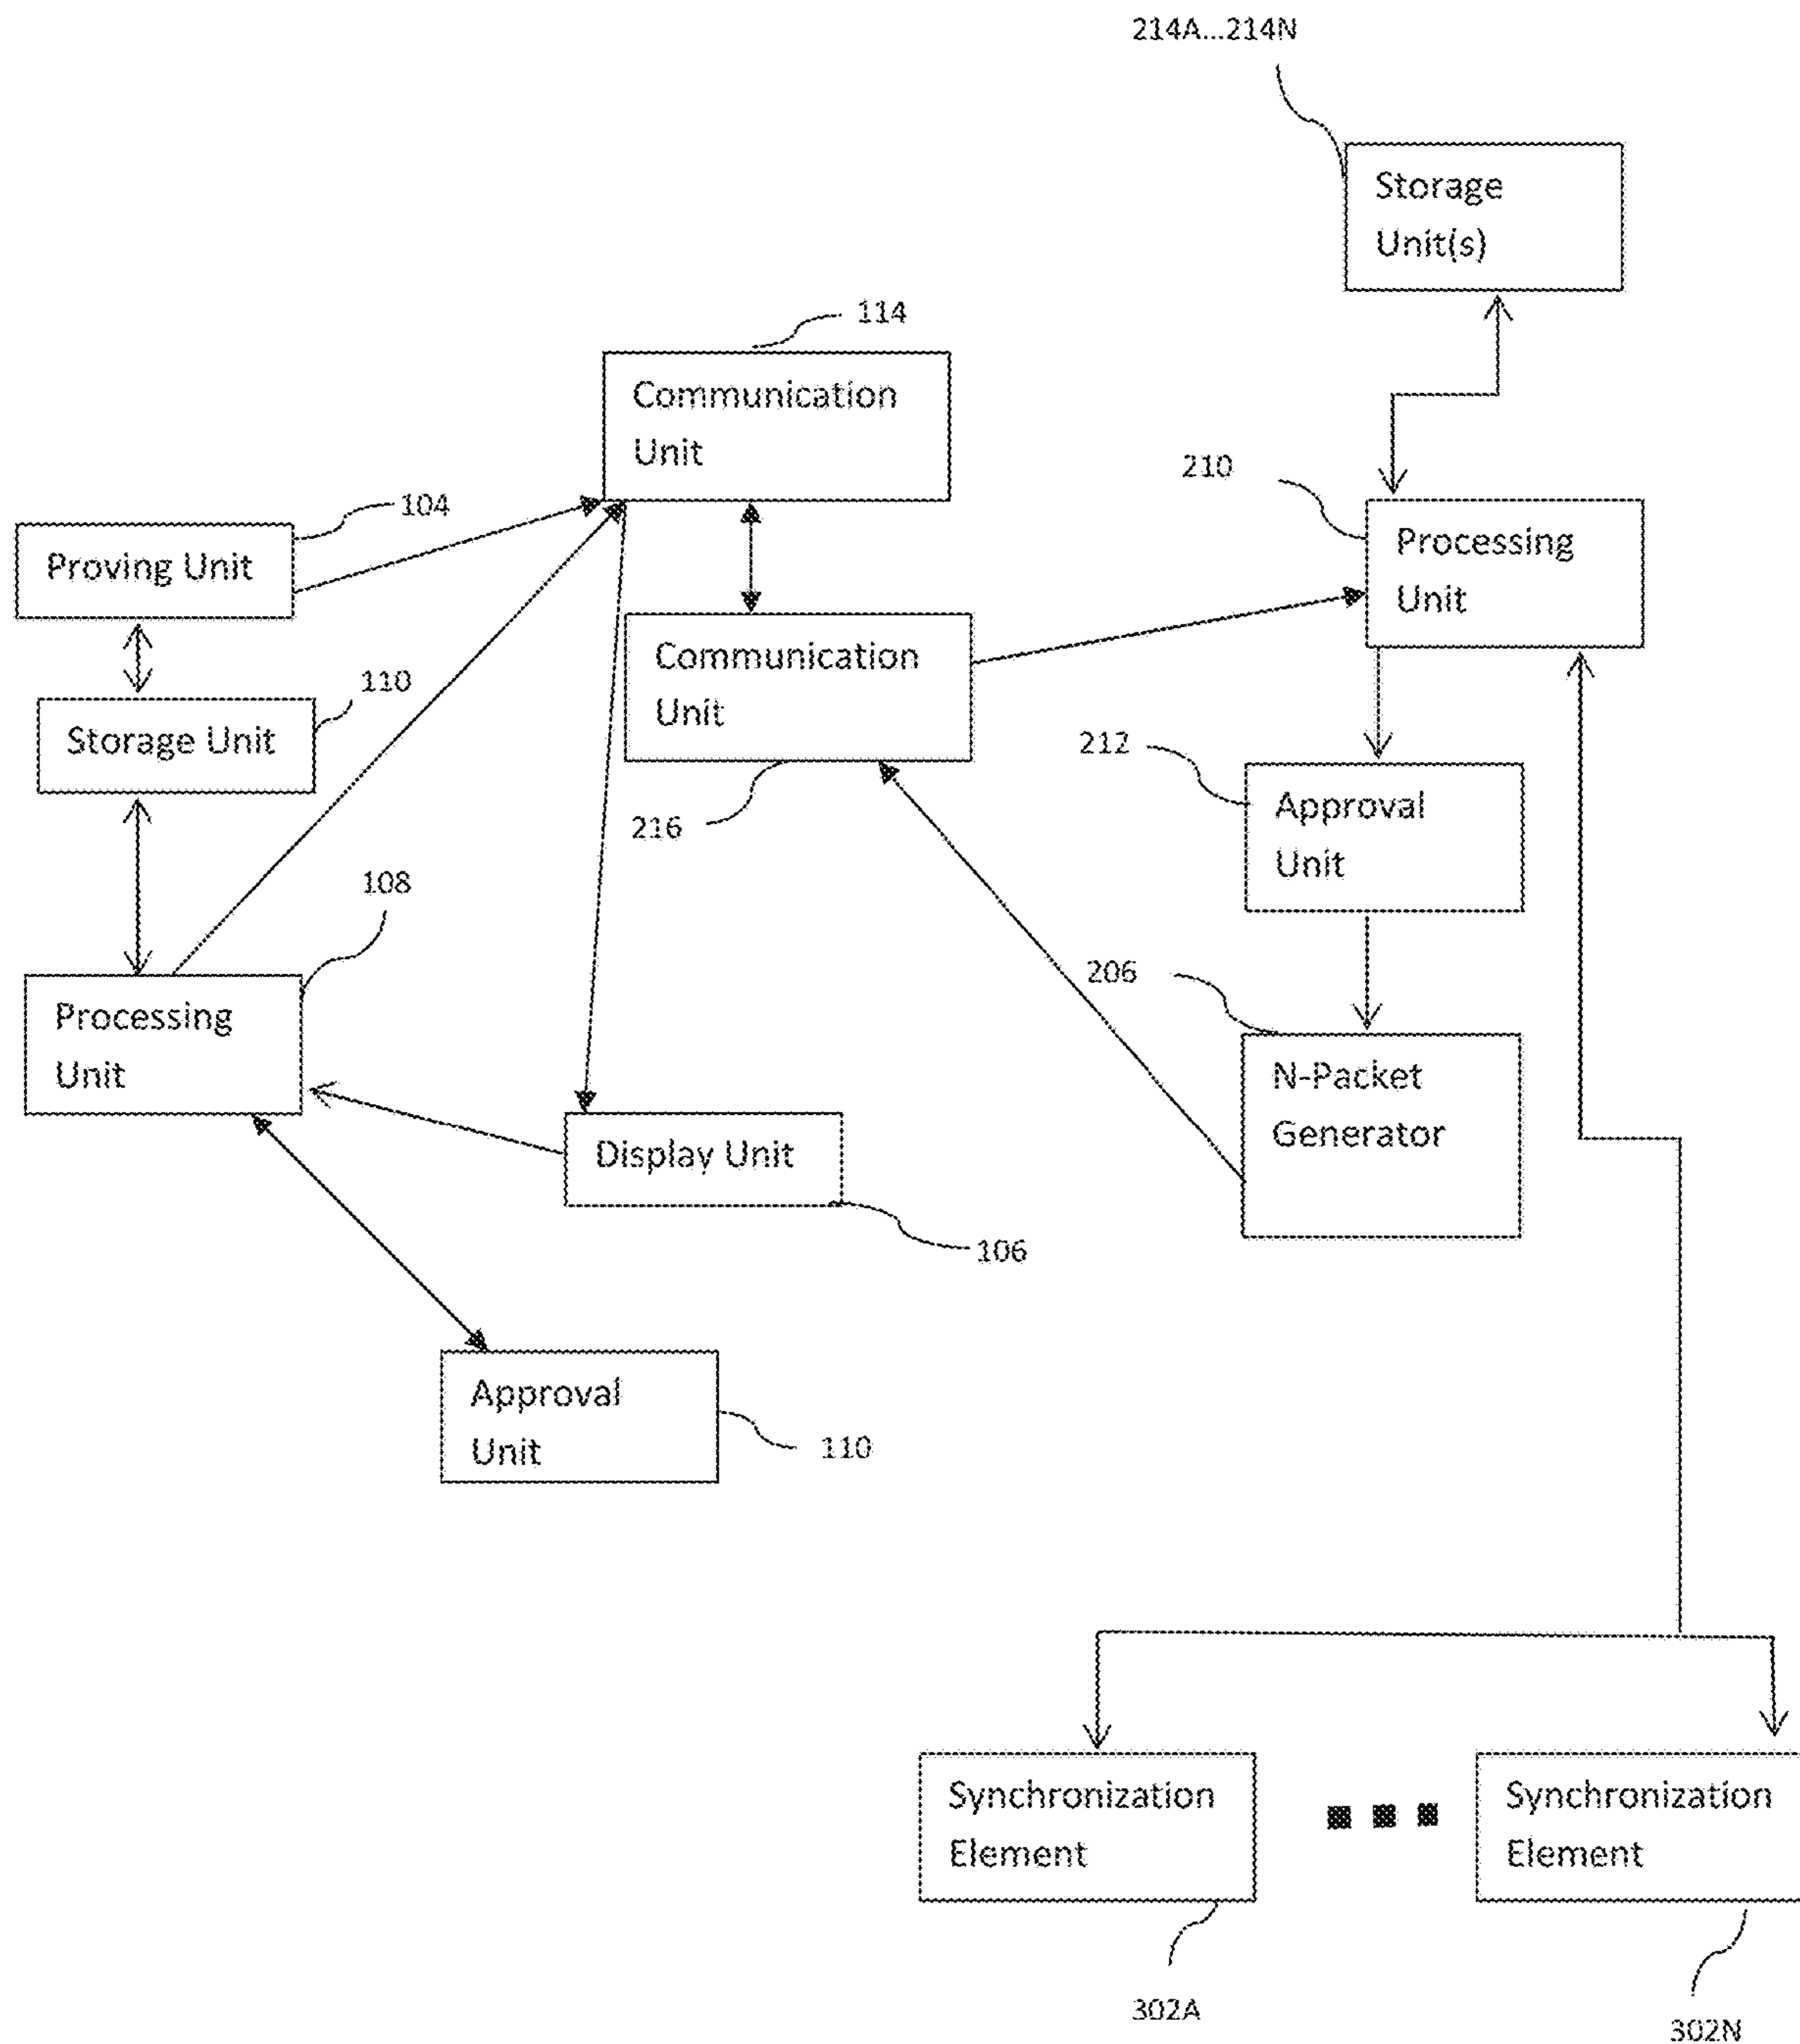 214A...214N
Storage
Unit(s)
114
Communication
Unit
210
Processing
Unit
104
Proving Unit
110
Storage Unit
Communication
Unit
216
212
Approval
Unit
108
Processing
Unit
206
N-Packet
Generator
Display Unit
106
Approval
Unit
110
Synchronization
Element
Synchronization
Element
302A
302N